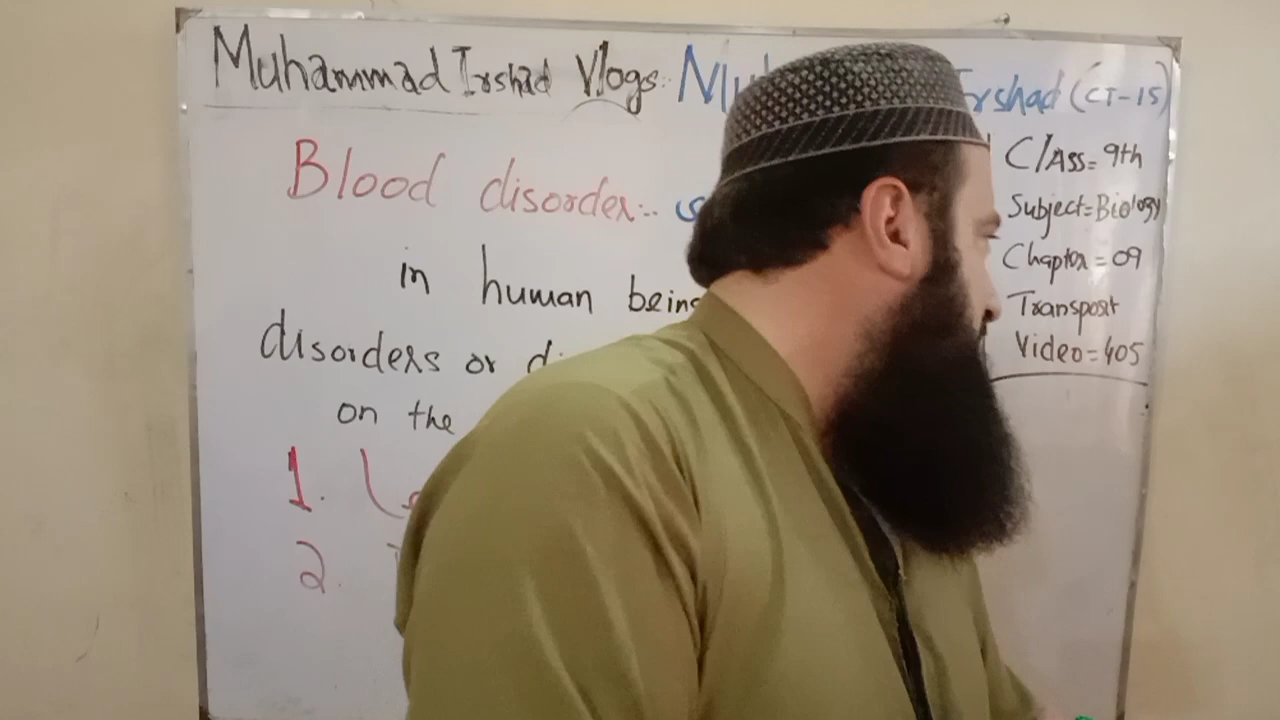 Muhammad Irshad Vlogs. Irshad (CT-15)
Class= 9th
Blood disorder:-
Subject=Biology
in human being
Chapter = 09
Transport
disorders or
Video=405
on the
1.
2.